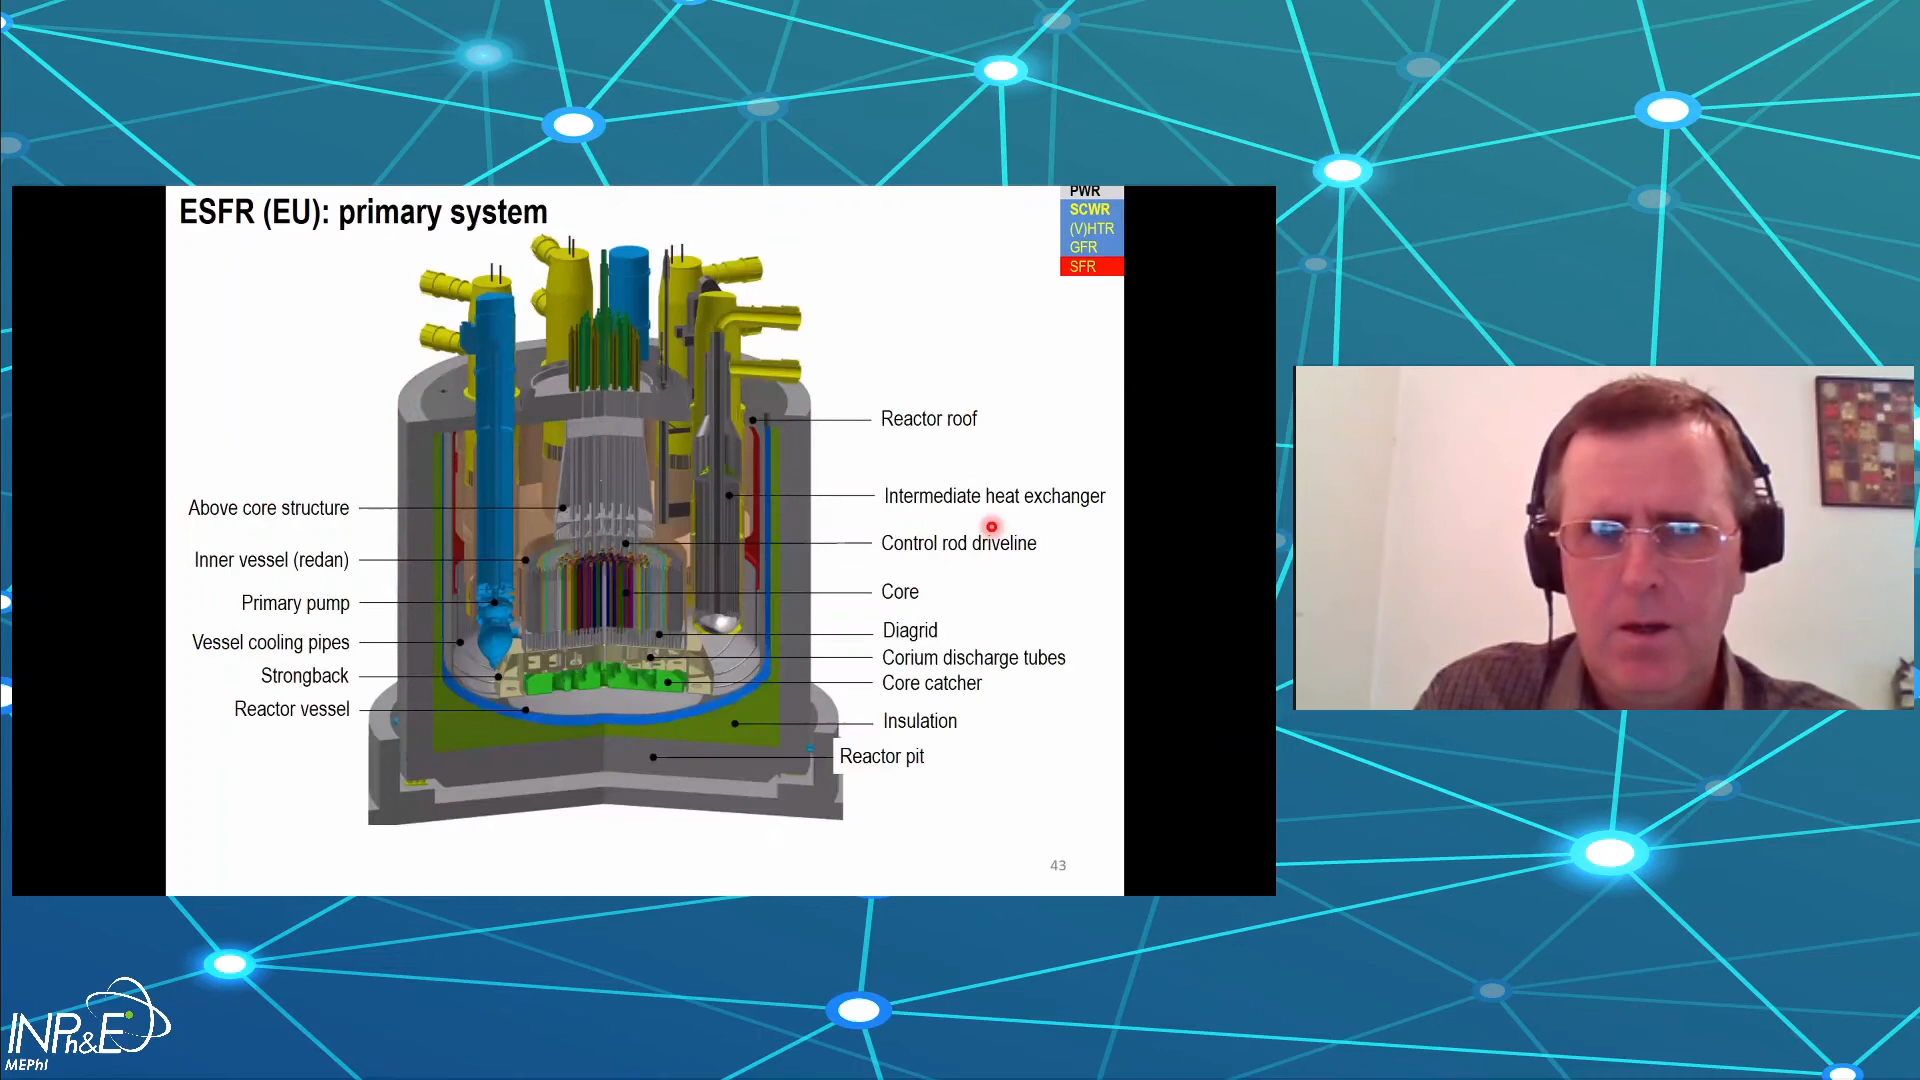 ESFR (EU): primary system
PWR
SCWR
(V)HTR
GFR
SFR
Above core structure
Inner vessel (redan)
Primary pump
Vessel cooling pipes
Strongback
Reactor vessel
Reactor roof
Intermediate heat exchanger
Control rod driveline
Core
Diagrid
Corium discharge tubes
Core catcher
Insulation
Reactor pit
43
INPh&E
MEPhI